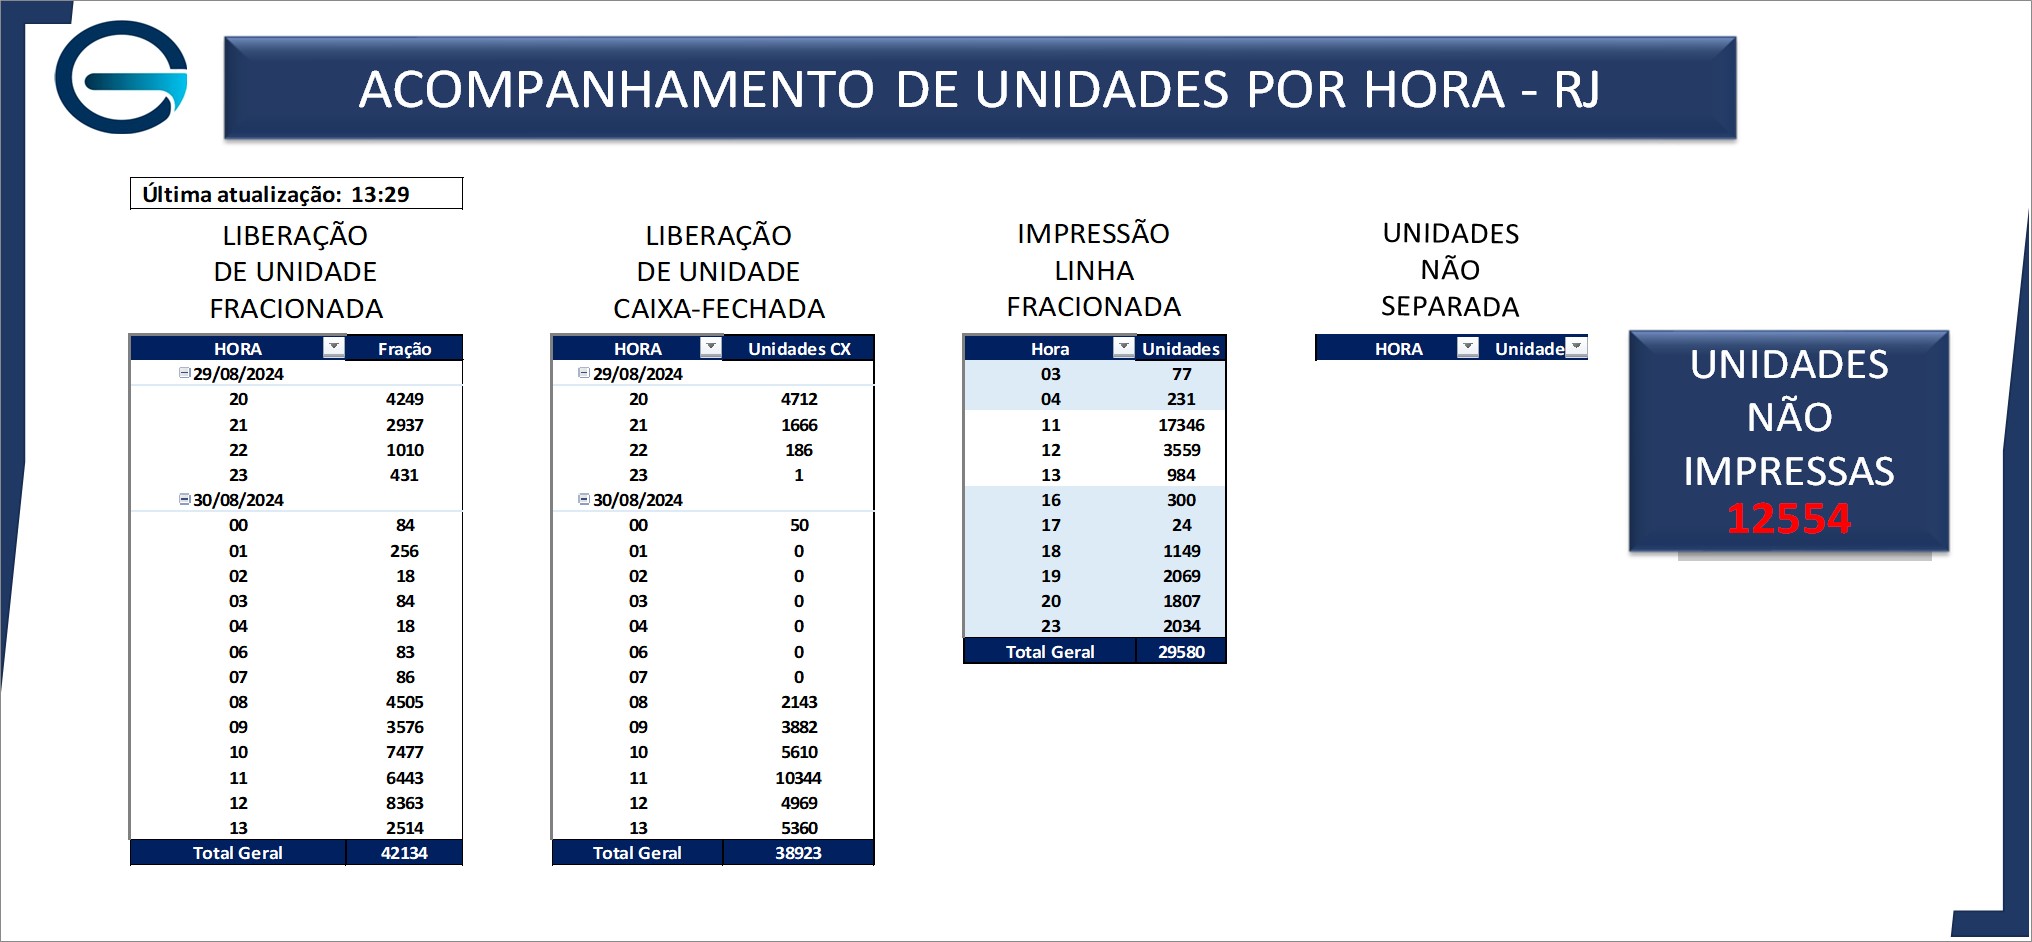 ACOMPANHAMENTO DE UNIDADES POR HORA - RJ
Última atualização: 13:29
LIBERAÇÃO
DE UNIDADE
FRACIONADA
HORA Fração
29/08/2024
20 4249
21 2937
22 1010
23 431
30/08/2024
00 84
01 256
02 18
03 84
04 18
06 83
07 86
08 4505
09 3576
10 7477
11 6443
12 8363
13 2514
Total Geral 42134
LIBERAÇÃO
DE UNIDADE
CAIXA-FECHADA
HORA Unidades CX
29/08/2024
20 4712
21 1666
22 186
23 1
30/08/2024
00 50
01 0
02 0
03 0
04 0
06 0
07 0
08 2143
09 3882
10 5610
11 10344
12 4969
13 5360
Total Geral 38923
IMPRESSÃO
LINHA
FRACIONADA
Hora Unidades
03 77
04 231
11 17346
12 3559
13 984
16 300
17 24
18 1149
19 2069
20 1807
23 2034
Total Geral 29580
UNIDADES
NÃO
SEPARADA
HORA Unidade
UNIDADES
NÃO
IMPRESSAS
12554